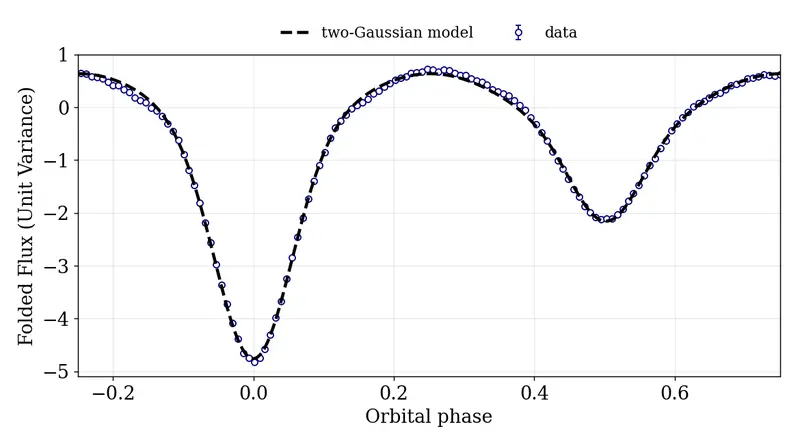 two-Gaussian model data
1
0
−1
−2
−3
−4
−5
Folded Flux (Unit Variance)
−0.2 0.0 0.2 0.4 0.6
Orbital phase